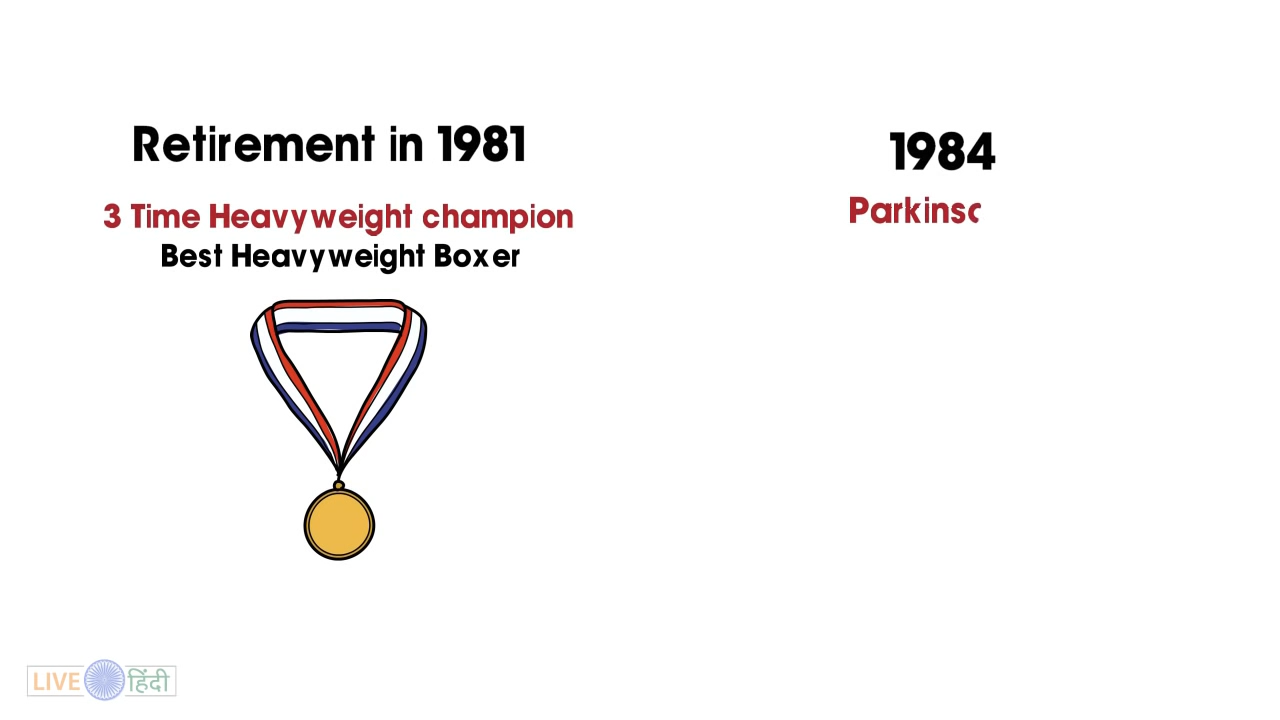 Retirement in 1981
3 Time Heavyweight champion
Best Heavyweight Boxer
1984
Parkinsc
LIVE हिंदी